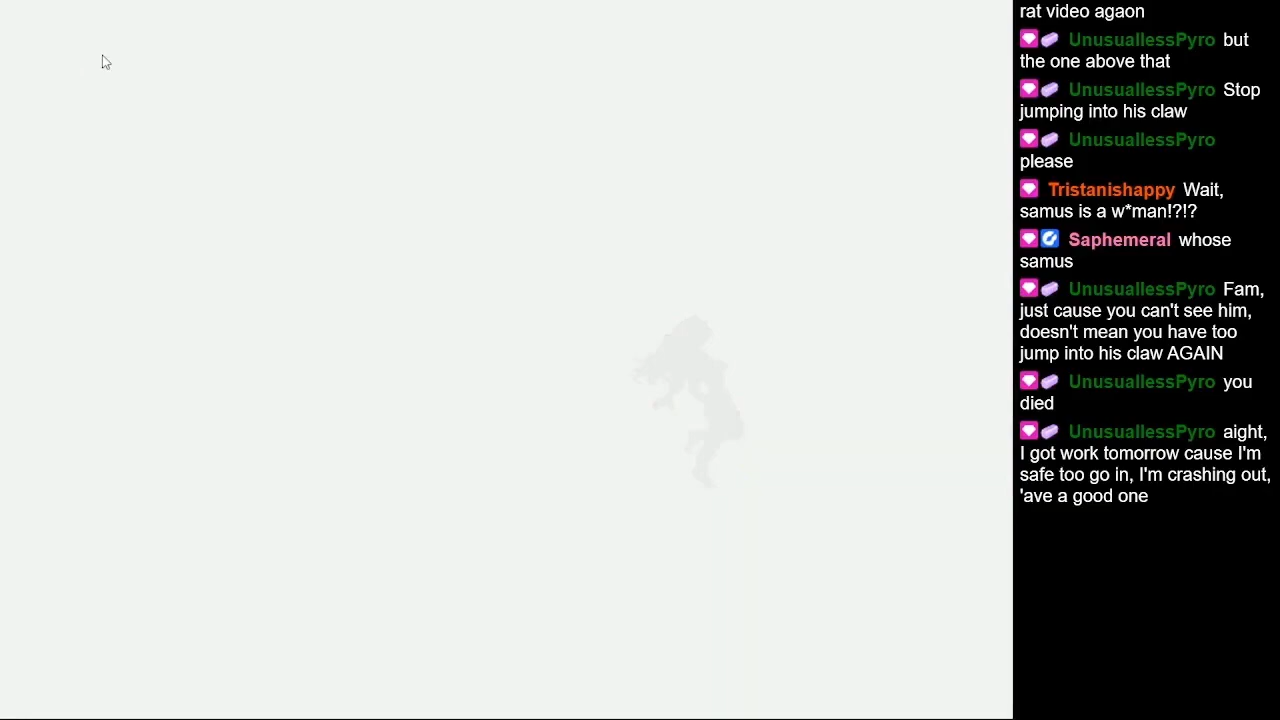 rat video agaon
UnusuallessPyro but
the one above that
UnusuallessPyro Stop
jumping into his claw
UnusuallessPyro
please
Tristanishappy Wait,
samus is a w*man!?!?
Saphemeral whose
samus
UnusuallessPyro Fam,
just cause you can't see him,
doesn't mean you have too
jump into his claw AGAIN
UnusuallessPyro you
died
UnusuallessPyro aight,
I got work tomorrow cause I'm
safe too go in, I'm crashing out,
'ave a good one